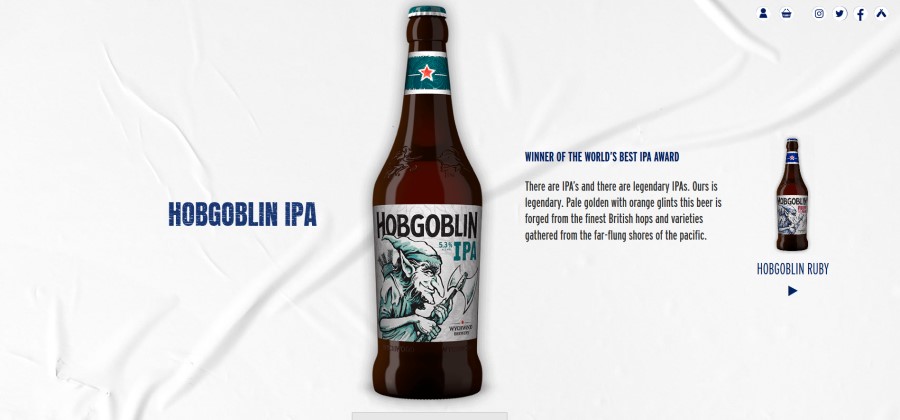 HOBGOBLIN IPA
HOBGOBLIN
5.3%
IPA
WYCHWOOD
BREWERY
WINNER OF THE WORLD'S BEST IPA AWARD
There are IPA's and there are legendary IPAs. Ours is
legendary. Pale golden with orange glints this beer is
forged from the finest British hops and varieties
gathered from the far-flung shores of the pacific.
HOBGOBLIN
HOBGOBLIN RUBY